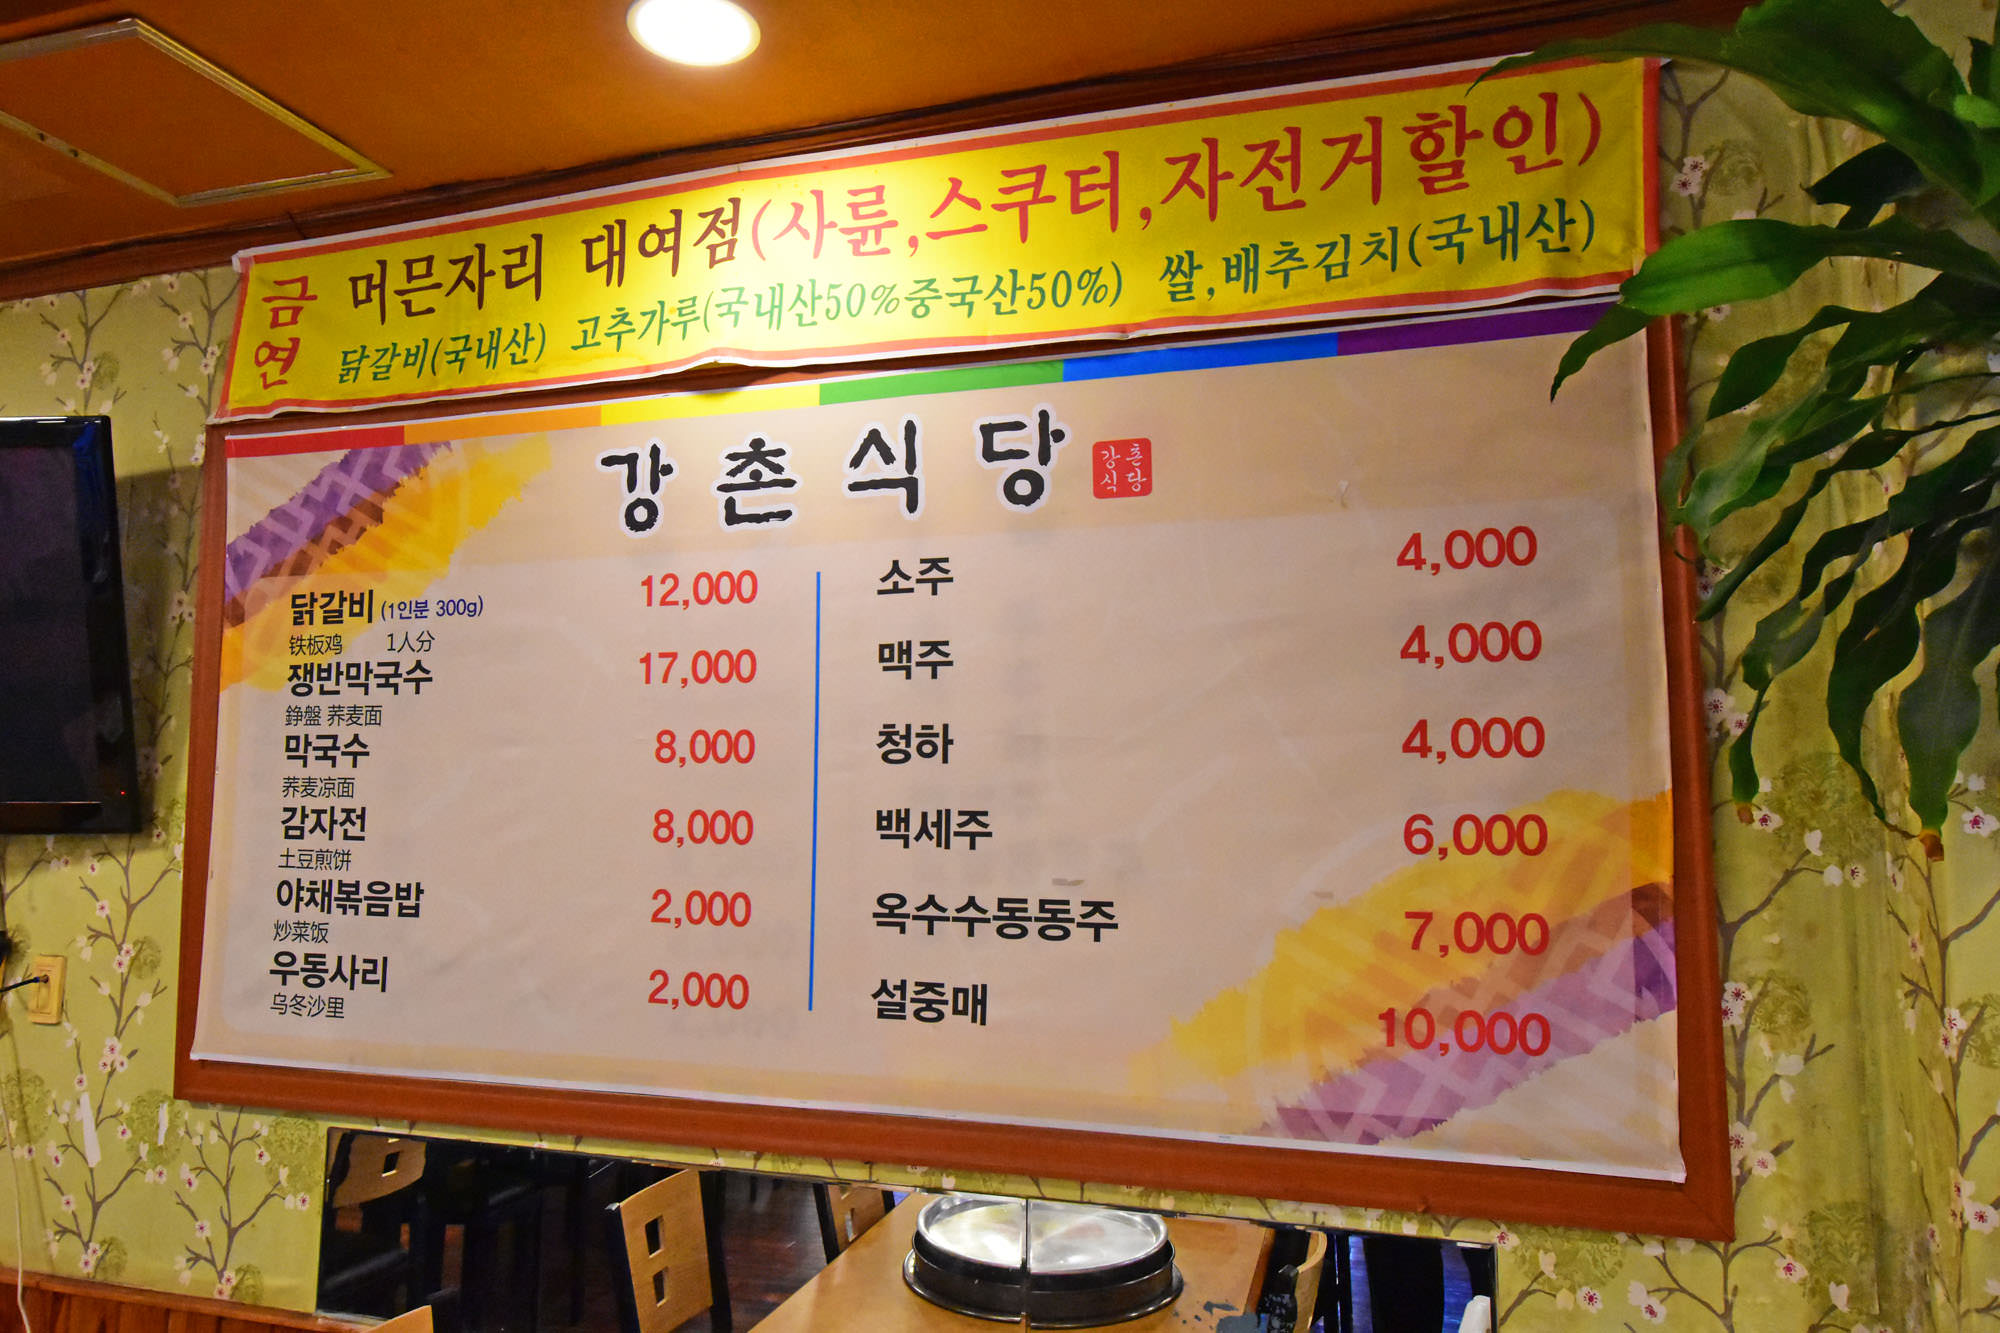 금연
머믄자리 대여점(사륜,스쿠터,자전거할인)
닭갈비(국내산) 고추가루(국내산50%중국산50%) 쌀,배추김치(국내산)
강촌식당
강촌
식당
닭갈비 (1인분 300g) 12,000
铁板鸡 1人分
쟁반막국수 17,000
錚盤 荞麦面
막국수 8,000
荞麦凉面
감자전 8,000
土豆煎饼
야채볶음밥 2,000
炒菜饭
우동사리 2,000
乌冬沙里
소주 4,000
맥주 4,000
청하 4,000
백세주 6,000
옥수수동동주 7,000
설중매 10,000